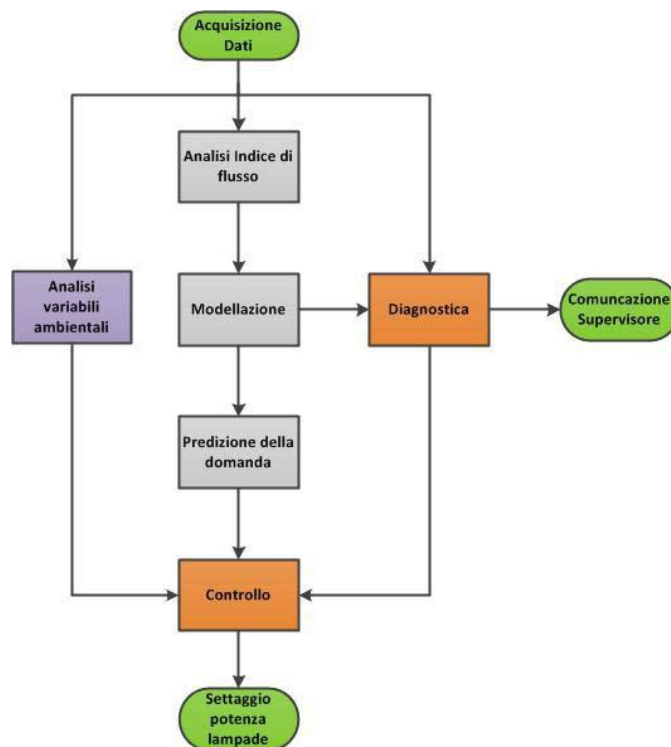 Acquisizione
Dati
Analisi Indice di
flusso
Analisi
variabili
ambientali
Modellazione
Diagnostica
Comuncazione
Supervisore
Predizione della
domanda
Controllo
Settaggio
potenza
lampade